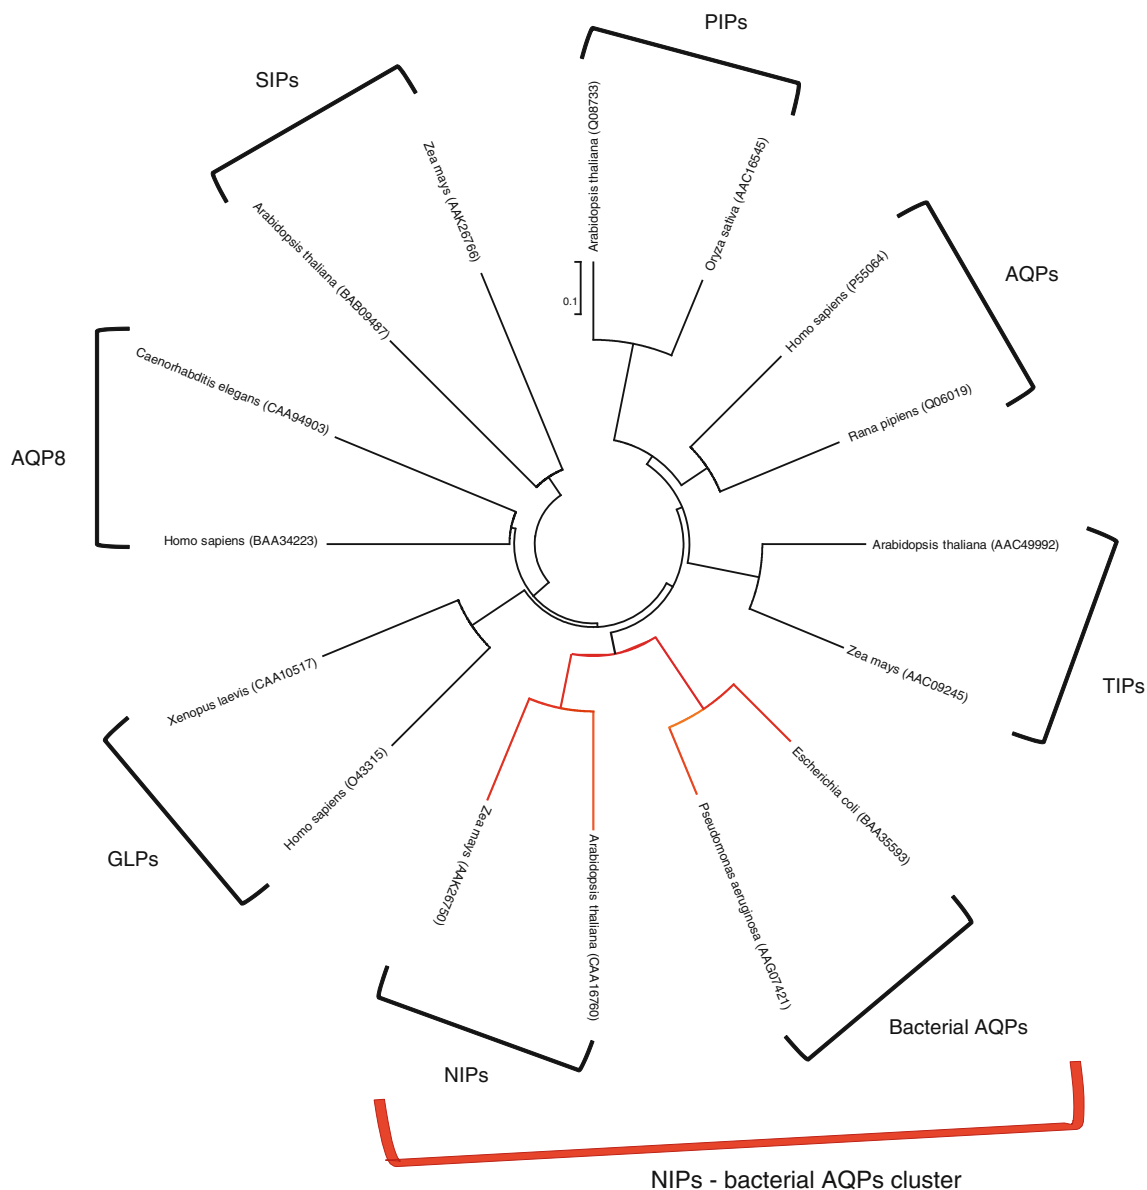 PIPs
SIPs
Arabidopsis thaliana (Q08733)
Oryza sativa (AAC16545)
Zea mays (AAK26766)
Arabidopsis thaliana (BAB09487)
0.1
Homo sapiens (P55064)
AQPs
Rana pipiens (Q06019)
Caenorhabditis elegans (CAA94903)
AQP8
Homo sapiens (BAA34223)
Arabidopsis thaliana (AAC49992)
Zea mays (AAC09245)
TIPs
Xenopus laevis (CAA10517)
Homo sapiens (O43315)
GLPs
Zea mays (AAK26750)
Arabidopsis thaliana (CAA16760)
Pseudomonas aeruginosa (AAG07421)
Escherichia coli (BAA35593)
Bacterial AQPs
NIPs
NIPs - bacterial AQPs cluster